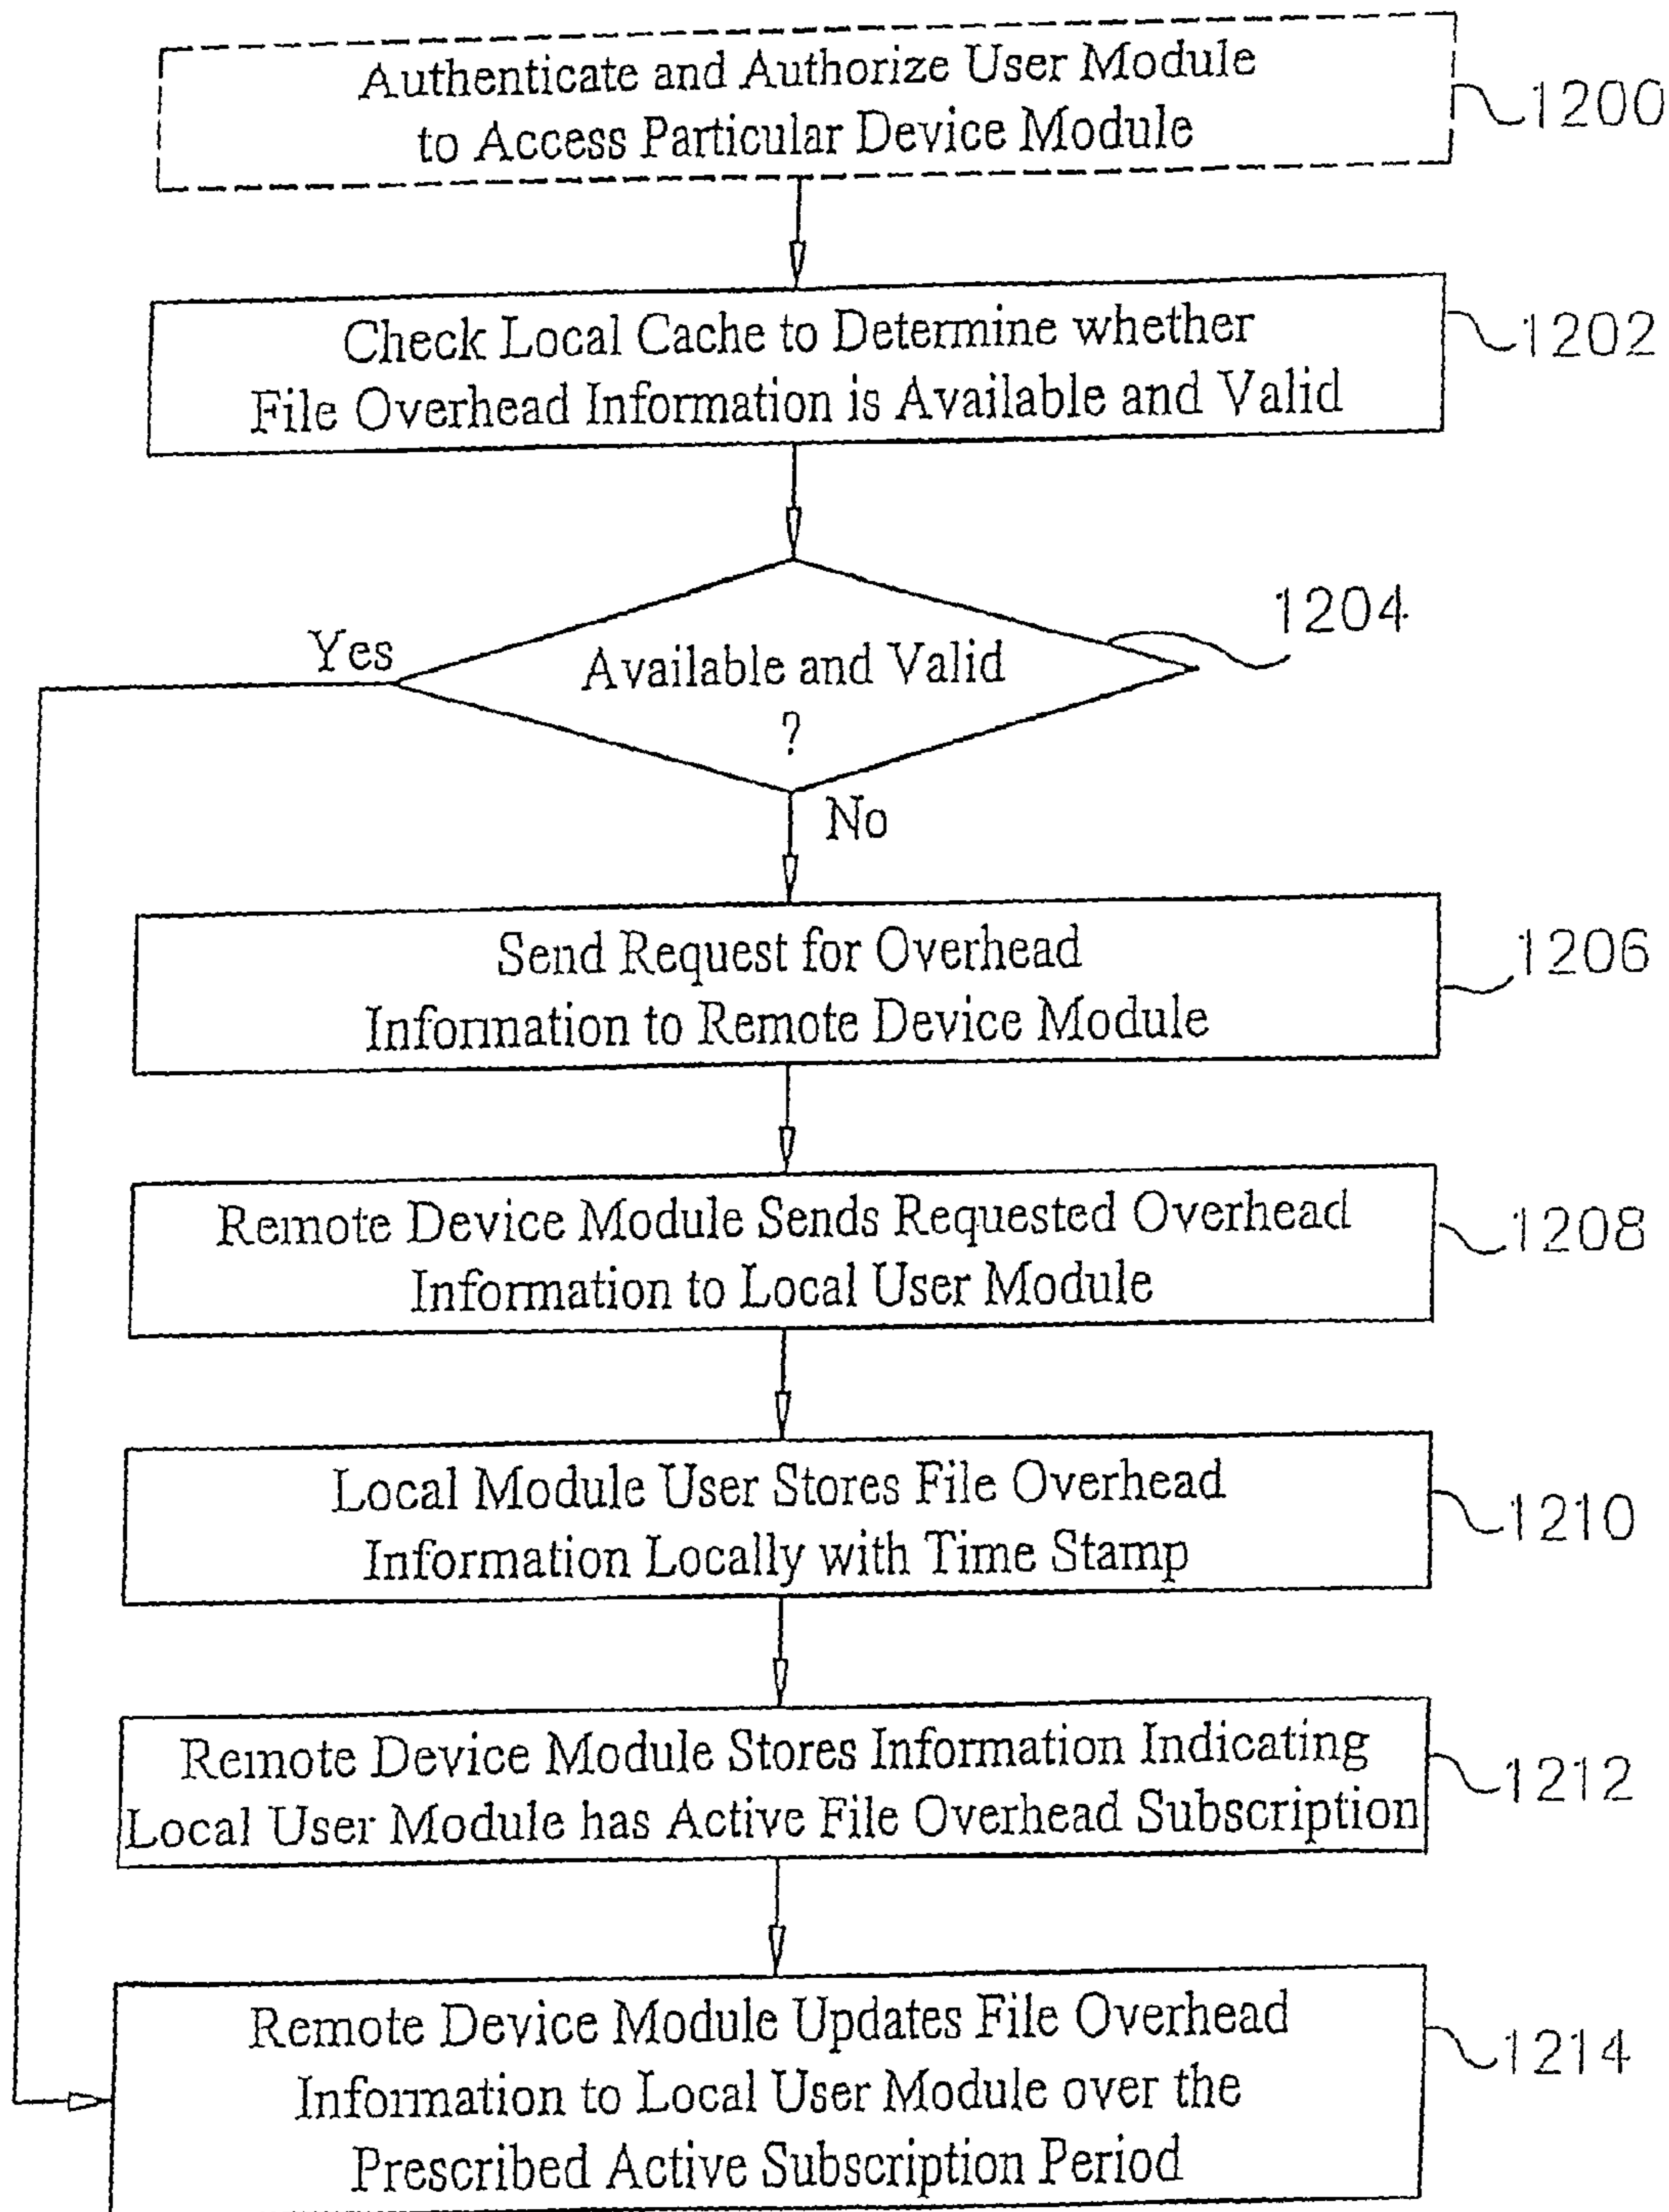 Authenticate and Authorize User Module
to Access Particular Device Module
1200
Check Local Cache to Determine whether
File Overhead Information is Available and Valid
1202
Yes
Available and Valid
?
1204
No
Send Request for Overhead
Information to Remote Device Module
1206
Remote Device Module Sends Requested Overhead
Information to Local User Module
1208
Local Module User Stores File Overhead
Information Locally with Time Stamp
1210
Remote Device Module Stores Information Indicating
Local User Module has Active File Overhead Subscription
1212
Remote Device Module Updates File Overhead
Information to Local User Module over the
Prescribed Active Subscription Period
1214